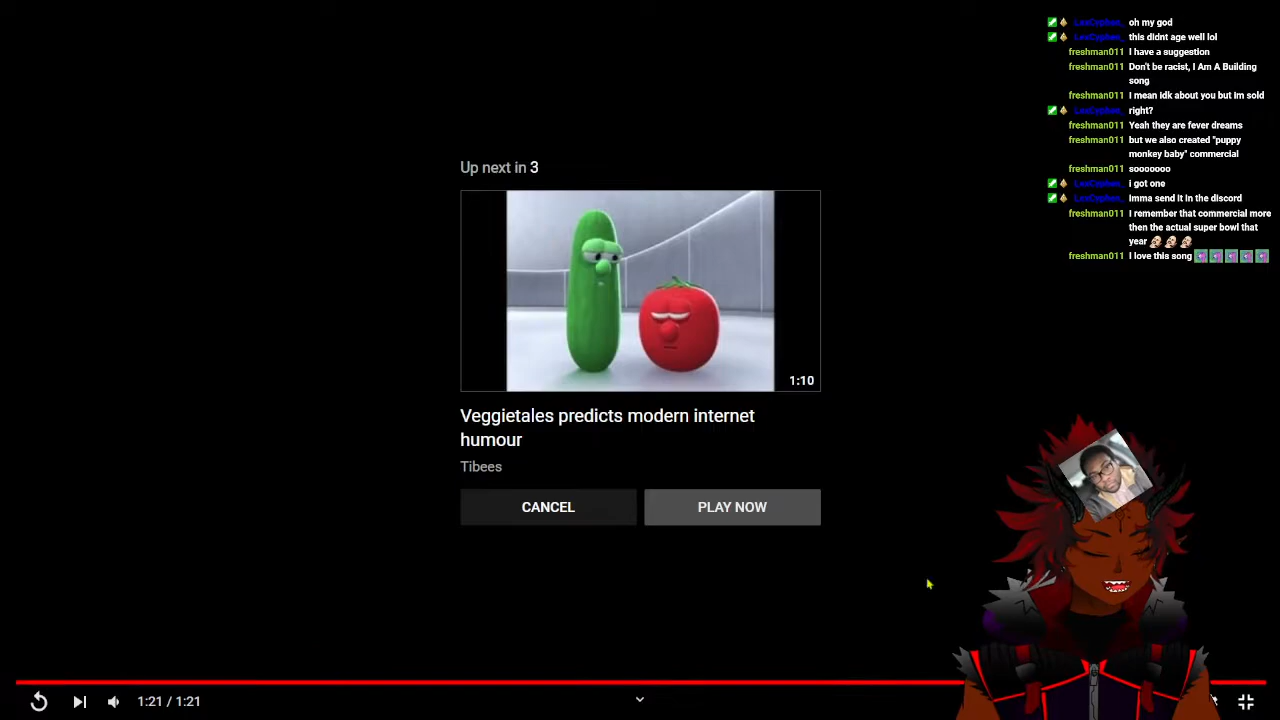 Up next in 3
1:10
Veggietales predicts modern internet
humour
Tibees
CANCEL
PLAY NOW
1:21 / 1:21
oh my god
this didnt age well lol
freshman011 I have a suggestion
freshman011 Don't be racist, I Am A Building
song
freshman011 I mean idk about you but im sold
right?
freshman011 Yeah they are fever dreams
freshman011 but we also created "puppy
monkey baby" commercial
freshman011 sooooooo
i got one
Imma send it in the discord
freshman011 I remember that commercial more
then the actual super bowl that
year
freshman011 I love this song